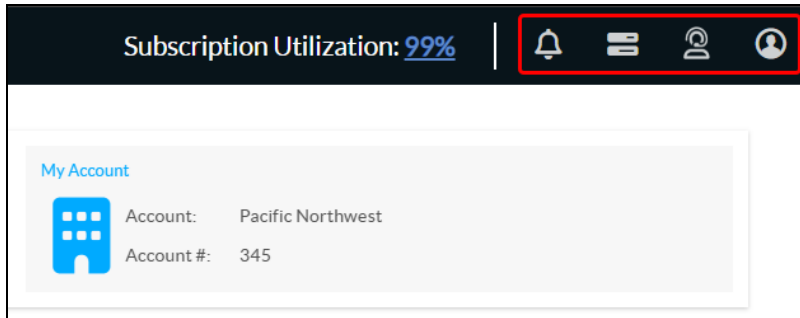 Subscription Utilization: 99%
My Account
Account: Pacific Northwest
Account #: 345